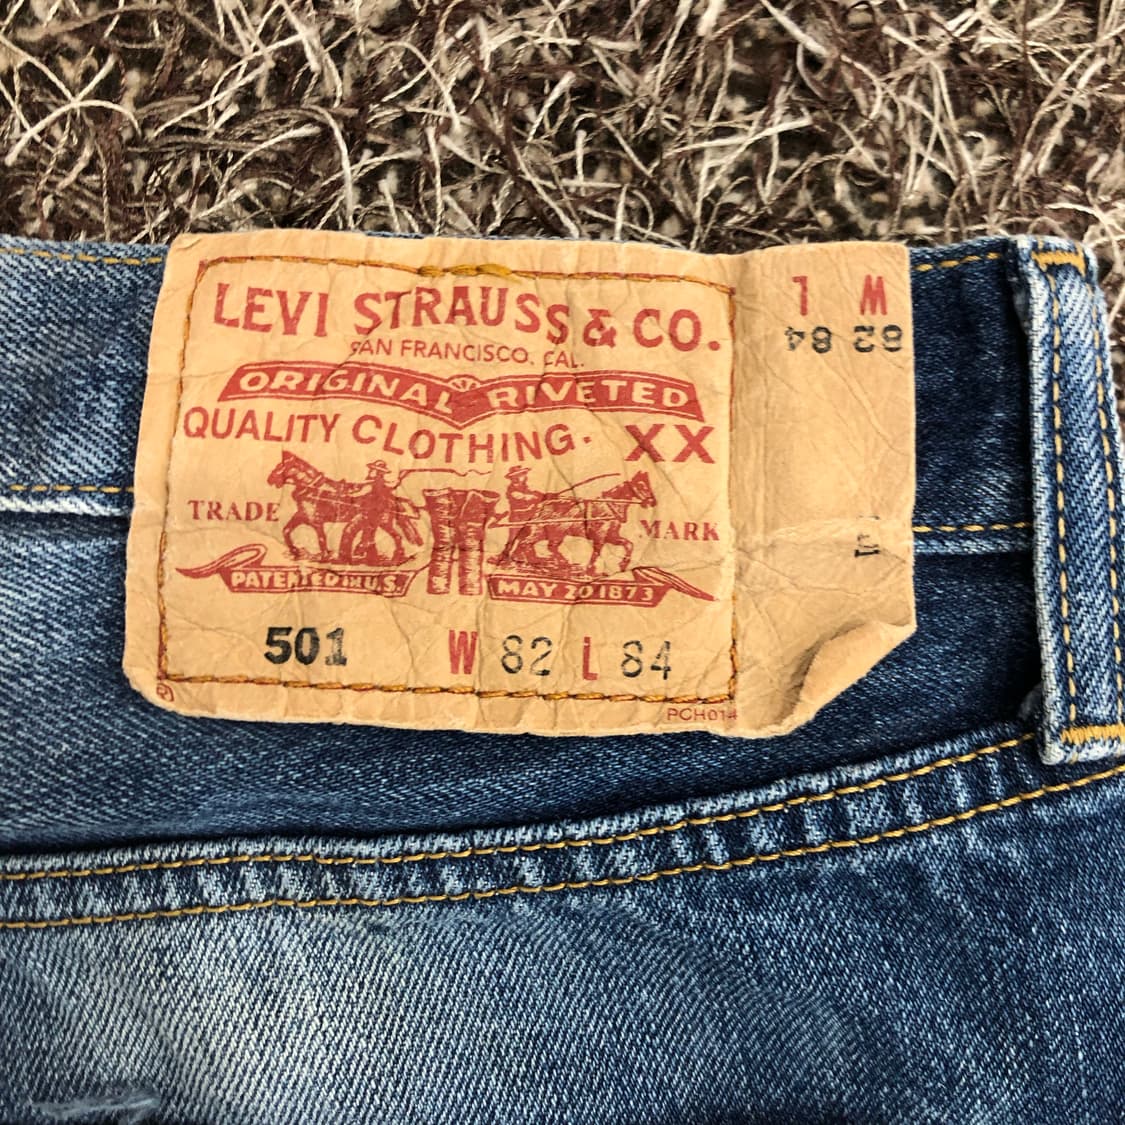 LEVI STRAUSS & CO.
SAN FRANCISCO, CAL.
ORIGINAL RIVETED
QUALITY CLOTHING. XX
TRADE MARK
PATENTED IN U.S. MAY 20 1873
501 W 82 L 84
®
PCH014
W L
82 84